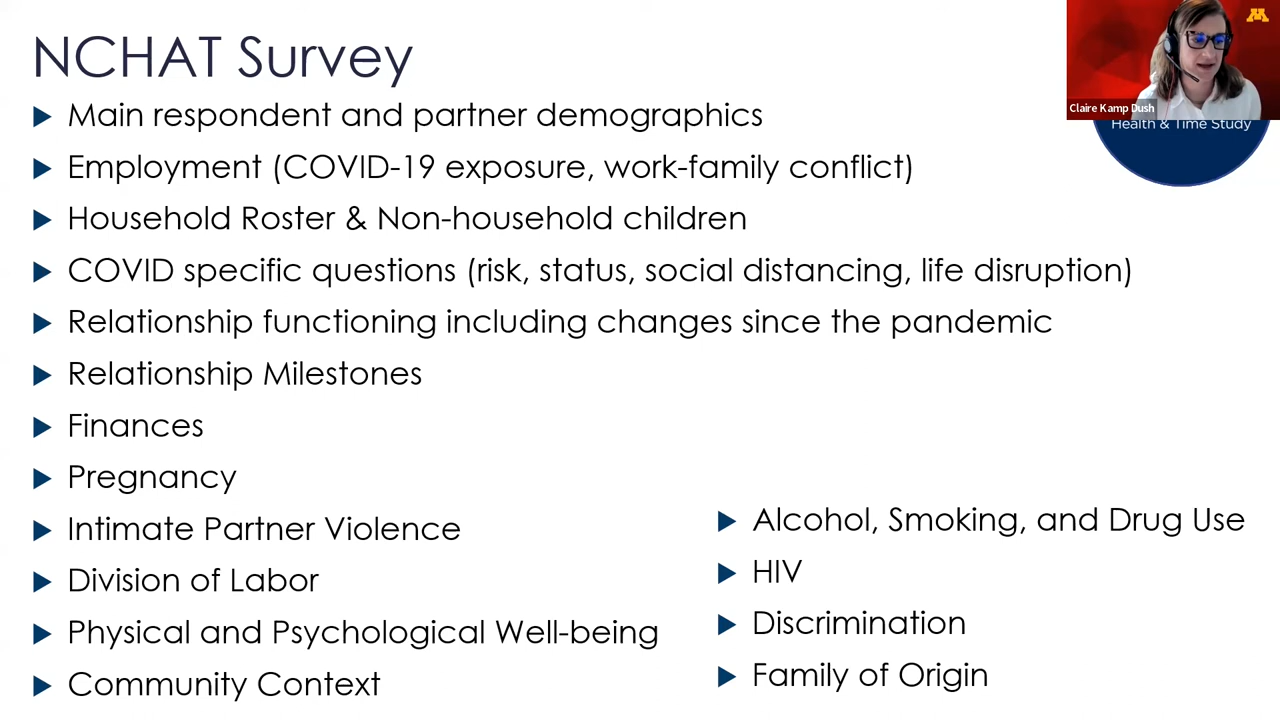 NCHAT Survey
Main respondent and partner demographics
Employment (COVID-19 exposure, work-family conflict)
Household Roster & Non-household children
COVID specific questions (risk, status, social distancing, life disruption)
Relationship functioning including changes since the pandemic
Relationship Milestones
Finances
Pregnancy
Intimate Partner Violence
Division of Labor
Physical and Psychological Well-being
Community Context
Alcohol, Smoking, and Drug Use
HIV
Discrimination
Family of Origin
Claire Kamp Dush
Health & Time Study
M